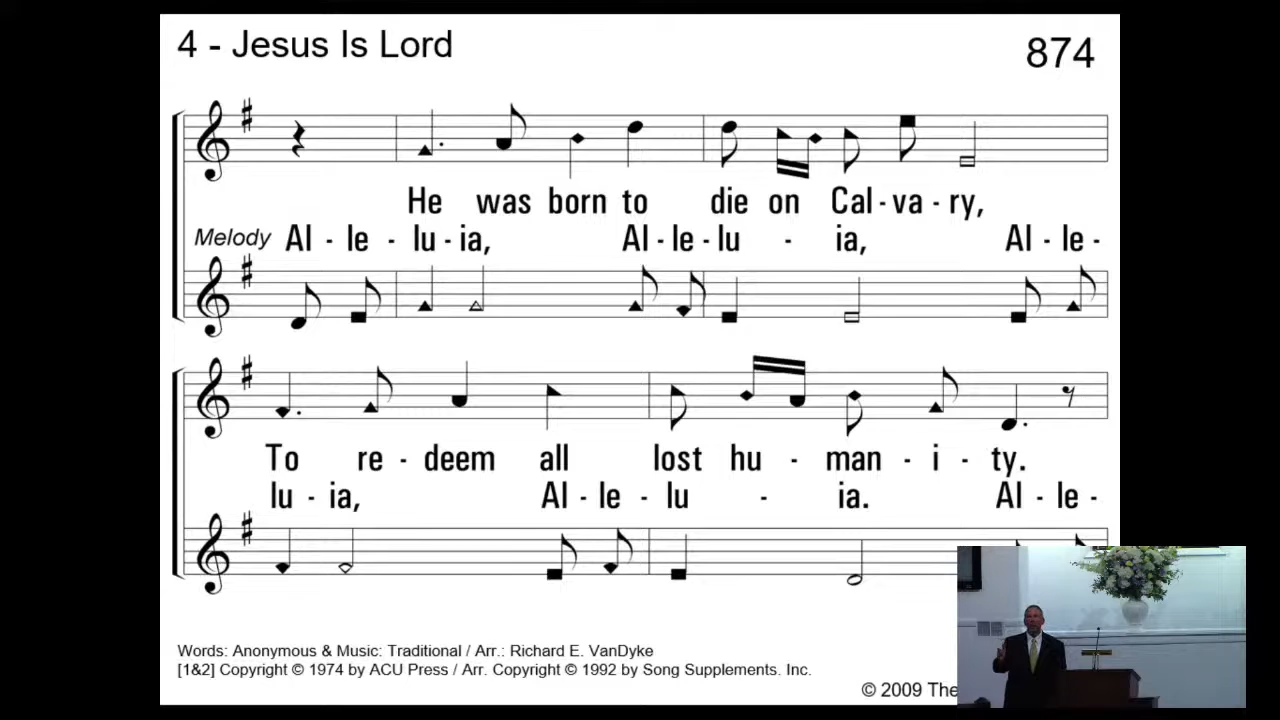 4 - Jesus Is Lord
874
He was born to die on Cal - va - ry,
Melody Al - le - lu - ia, Al - le - lu - ia, Al - le -
To re - deem all lost hu - man - i - ty.
lu - ia, Al - le - lu - ia. Al - le -
Words: Anonymous & Music: Traditional / Arr.: Richard E. VanDyke
[1&2] Copyright © 1974 by ACU Press / Arr. Copyright © 1992 by Song Supplements. Inc.
© 2009 The